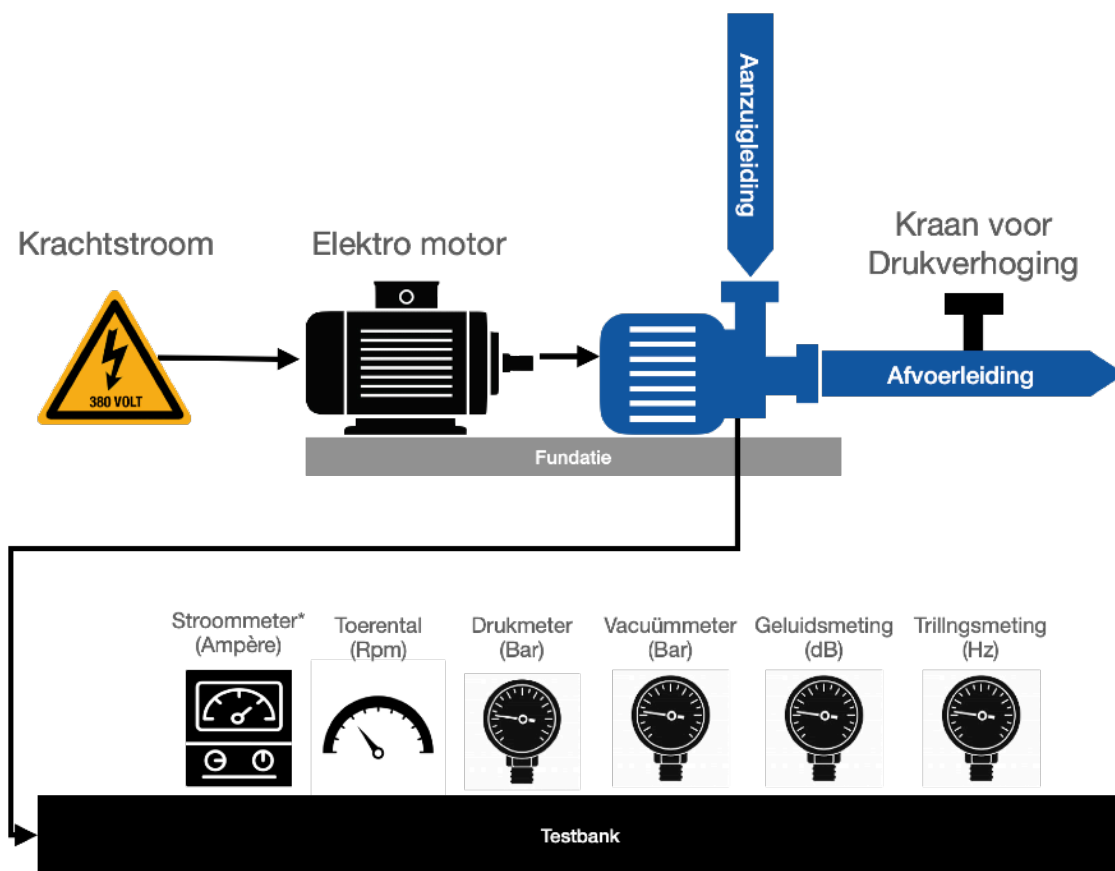 Aanzuigleiding
Krachtstroom
Elektro motor
Kraan voor
Drukverhoging
380 VOLT
Afvoerleiding
Fundatie
Stroommeter*
(Ampère)
Toerental
(Rpm)
Drukmeter
(Bar)
Vacuümmeter
(Bar)
Geluidsmeting
(dB)
Trillngsmeting
(Hz)
Testbank